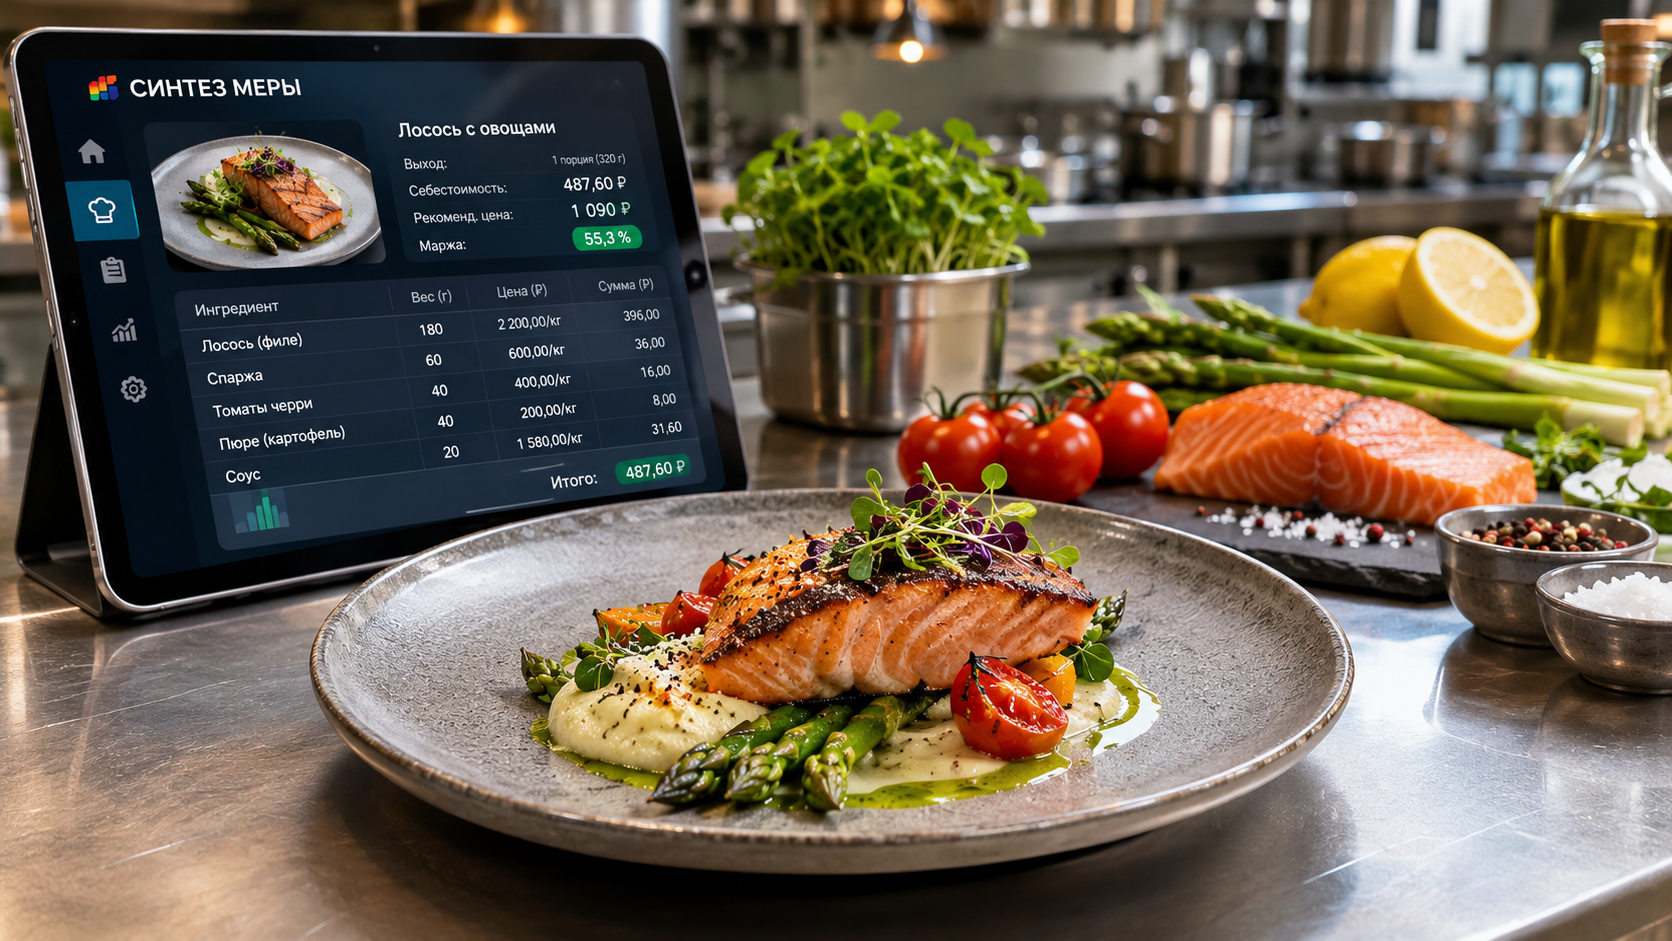 СИНТЕЗ МЕРЫ
Лосось с овощами
Выход: 1 порция (320 г)
Себестоимость: 487,60 ₽
Рекоменд. цена: 1 090 ₽
Маржа: 55,3 %
Ингредиент Вес (г) Цена (₽) Сумма (₽)
Лосось (филе) 180 2 200,00/кг 396,00
Спаржа 60 600,00/кг 36,00
Томаты черри 40 400,00/кг 16,00
Пюре (картофель) 40 200,00/кг 8,00
Соус 20 1 580,00/кг 31,60
Итого: 487,60 ₽